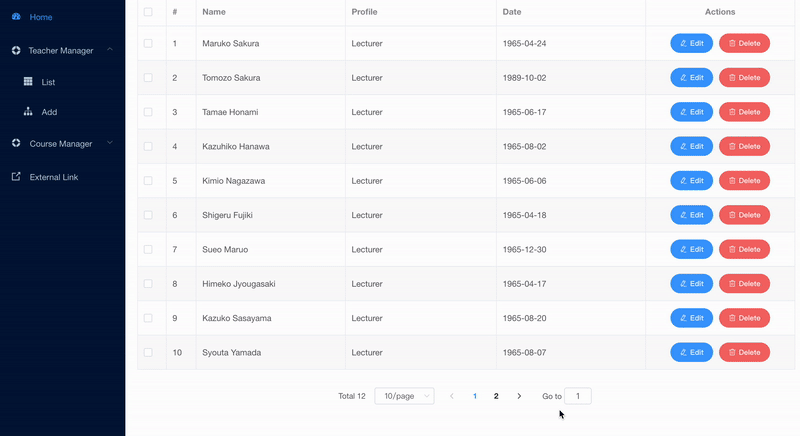 Home
Teacher Manager
List
Add
Course Manager
External Link
# Name Profile Date Actions
1 Maruko Sakura Lecturer 1965-04-24 Edit Delete
2 Tomozo Sakura Lecturer 1989-10-02 Edit Delete
3 Tamae Honami Lecturer 1965-06-17 Edit Delete
4 Kazuhiko Hanawa Lecturer 1965-08-02 Edit Delete
5 Kimio Nagazawa Lecturer 1965-06-06 Edit Delete
6 Shigeru Fujiki Lecturer 1965-04-18 Edit Delete
7 Sueo Maruo Lecturer 1965-12-30 Edit Delete
8 Himeko Jyougasaki Lecturer 1965-04-17 Edit Delete
9 Kazuko Sasayama Lecturer 1965-08-20 Edit Delete
10 Syouta Yamada Lecturer 1965-08-07 Edit Delete
Total 12 10/page 1 2 Go to 1